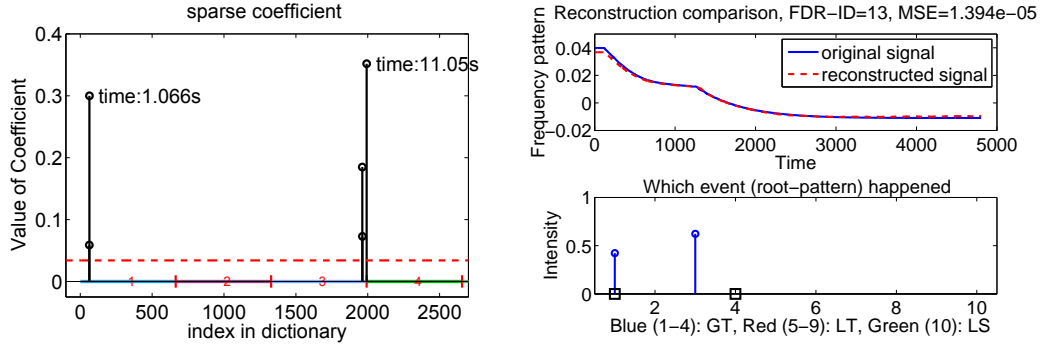 sparse coefficient
Value of Coefficient
0.4
0.3
0.2
0.1
0
time:1.066s
time:11.05s
1
2
3
4
0
500
1000
1500
2000
2500
index in dictionary
Reconstruction comparison, FDR−ID=13, MSE=1.394e−05
Frequency pattern
0.04
0.02
0
−0.02
original signal
reconstructed signal
0
1000
2000
3000
4000
5000
Time
Which event (root−pattern) happened
Intensity
1
0.5
0
2
4
6
8
10
Blue (1−4): GT, Red (5−9): LT, Green (10): LS